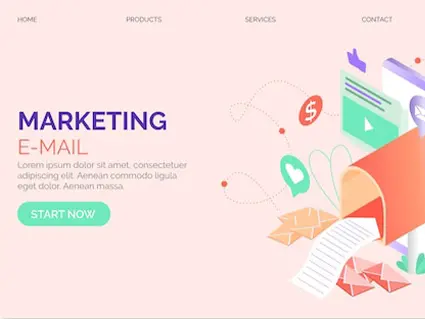 HOME PRODUCTS SERVICES CONTACT
MARKETING
E-MAIL
Lorem ipsum dolor sit amet, consectetuer
adipiscing elit. Aenean commodo ligula
eget dolor. Aenean massa.
START NOW
$